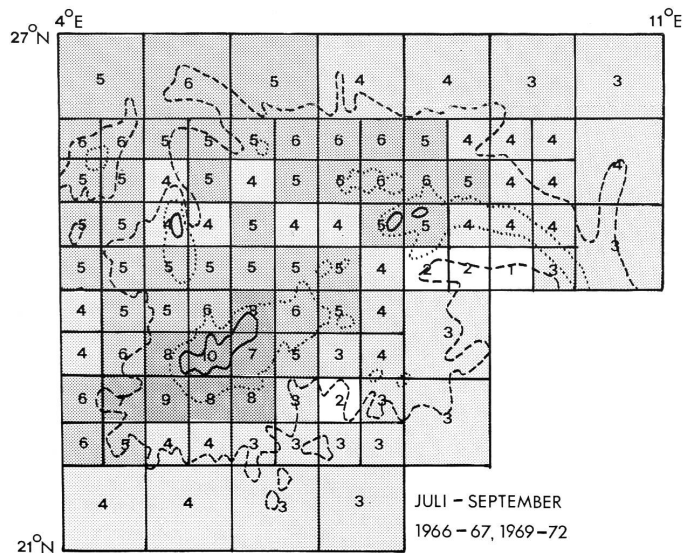 4°E 11°E
27°N
5 6 5 4 4 3 3
6 6 5 5 5 6 6 6 5 4 4 4
5 5 4 5 4 5 5 6 6 5 4 4 4
5 5 4 4 5 4 4 5 5 4 4 4
3
5 5 5 5 5 5 5 4 2 2 1 3
4 5 5 6 8 6 5 4
3
4 6 8 0 7 5 3 4
6 7 9 8 8 3 2 3
3
6 5 4 4 3 3 3 3
4 4 3 3
JULI – SEPTEMBER
1966 – 67, 1969 – 72
21°N